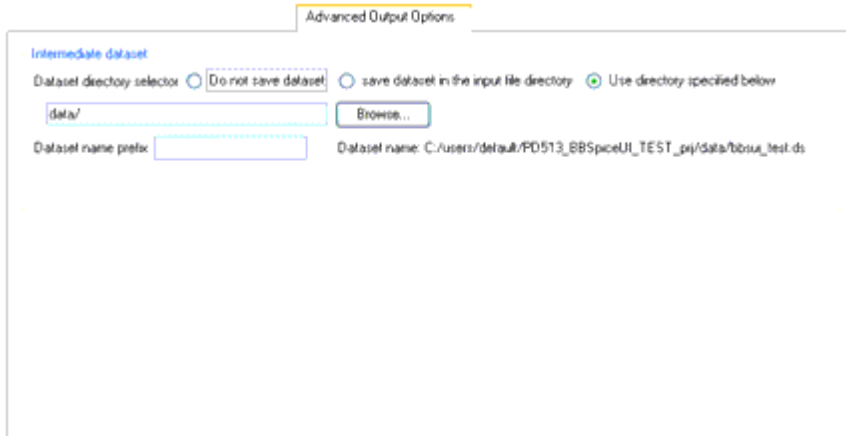 Advanced Output Options
Intermediate dataset
Dataset directory selector Do not save dataset save dataset in the input file directory Use directory specified below
data/ Browse...
Dataset name prefix Dataset name: C:/users/default/PD513_BBSpiceUI_TEST_prj/data/bbsui_test.ds